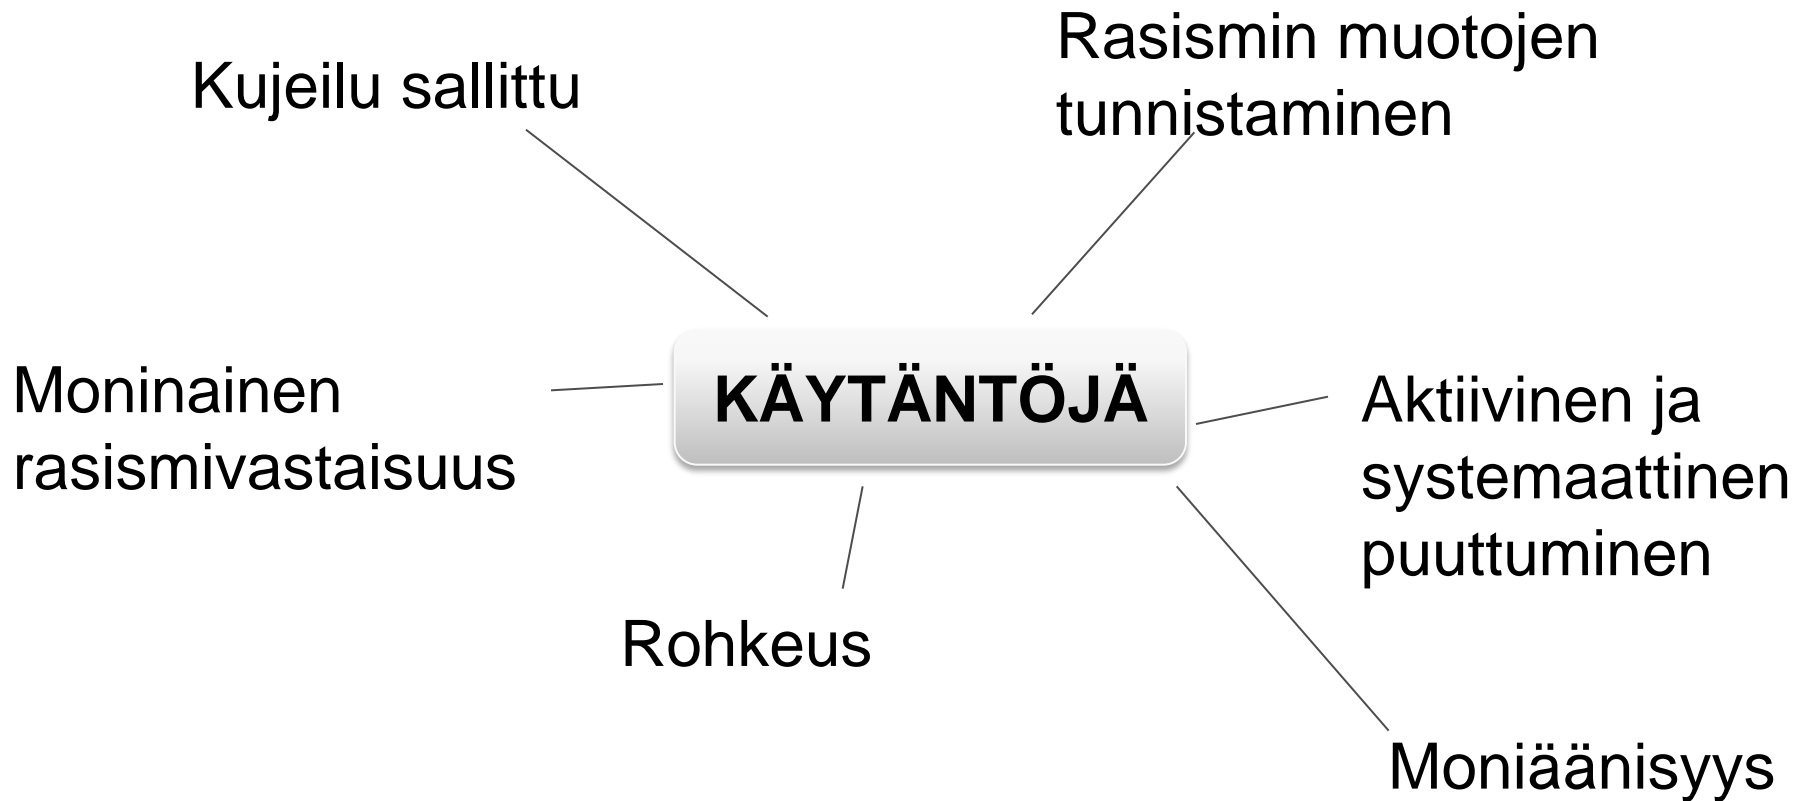 Kujeilu sallittu
Rasismin muotojen
tunnistaminen
Moninainen
rasismivastaisuus
KÄYTÄNTÖJÄ
Aktiivinen ja
systemaattinen
puuttuminen
Rohkeus
Moniäänisyys